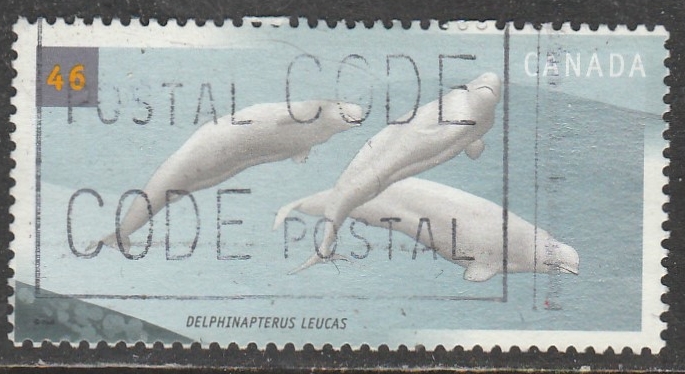 46
CANADA
POSTAL CODE
CODE POSTAL
DELPHINAPTERUS LEUCAS